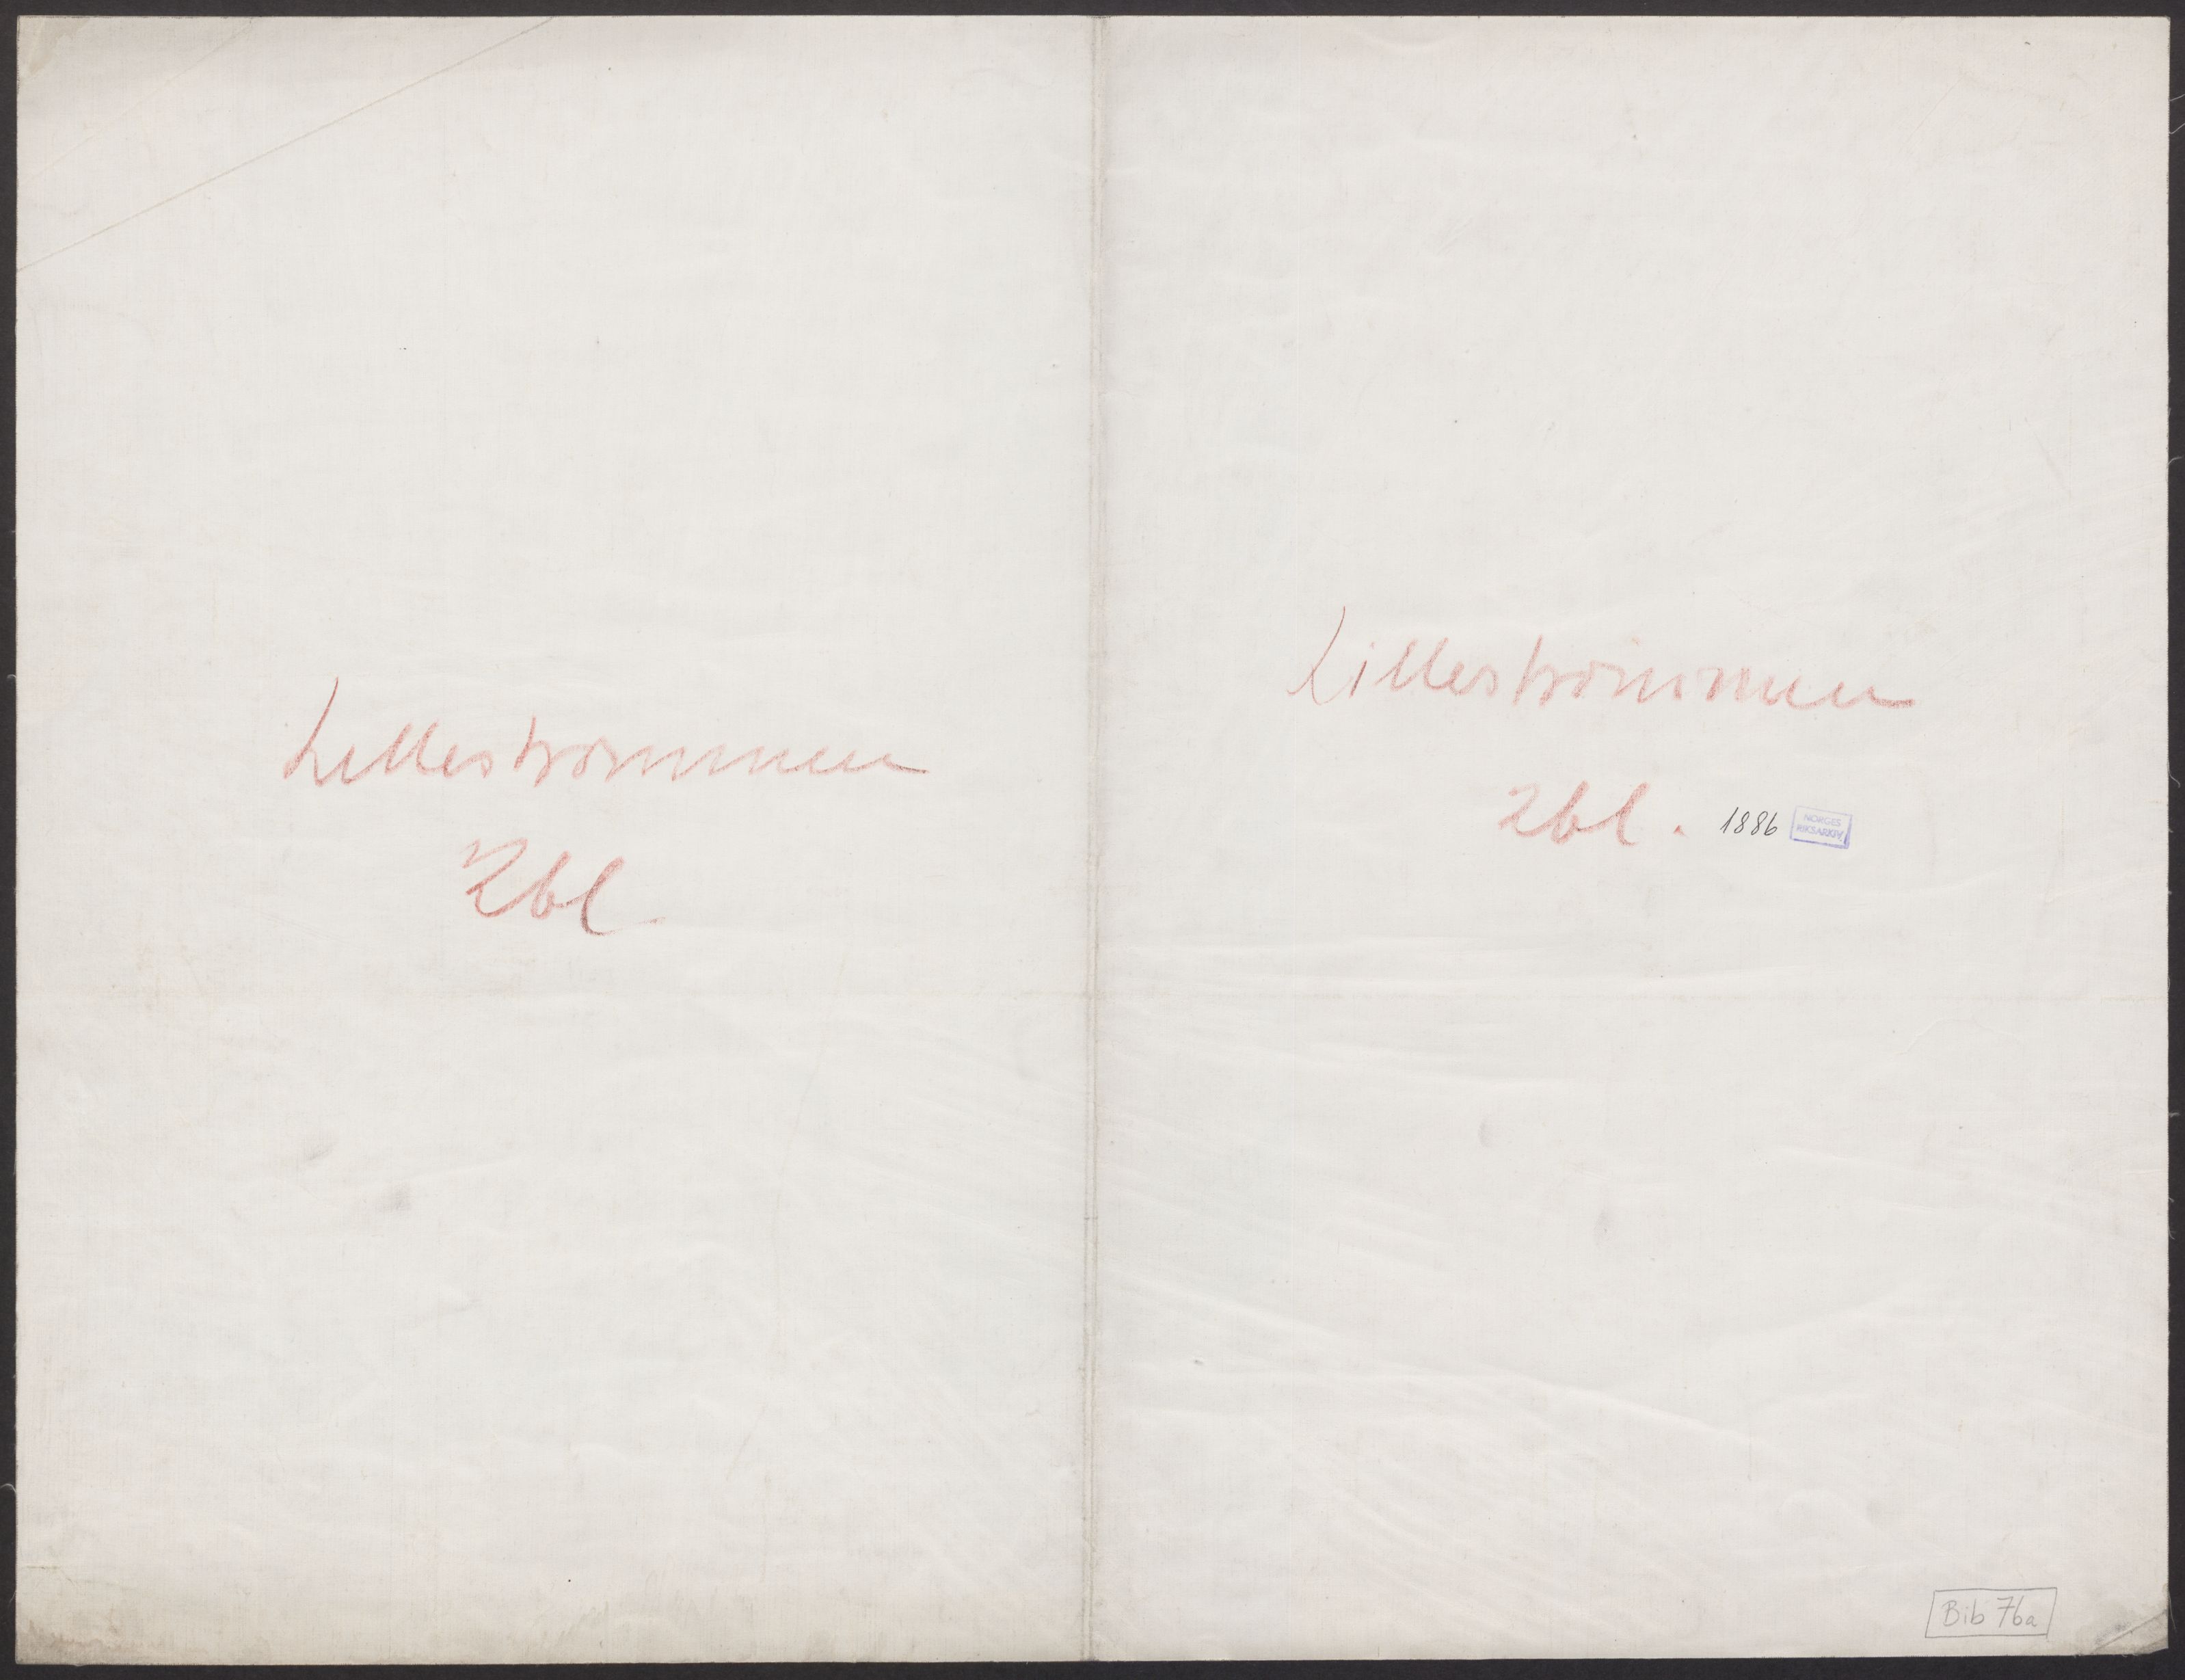 Lillestrømmen
2bl
Lillestrømmen
2bl. 1886
NORGES
RIKSARKIV
Bib 76a